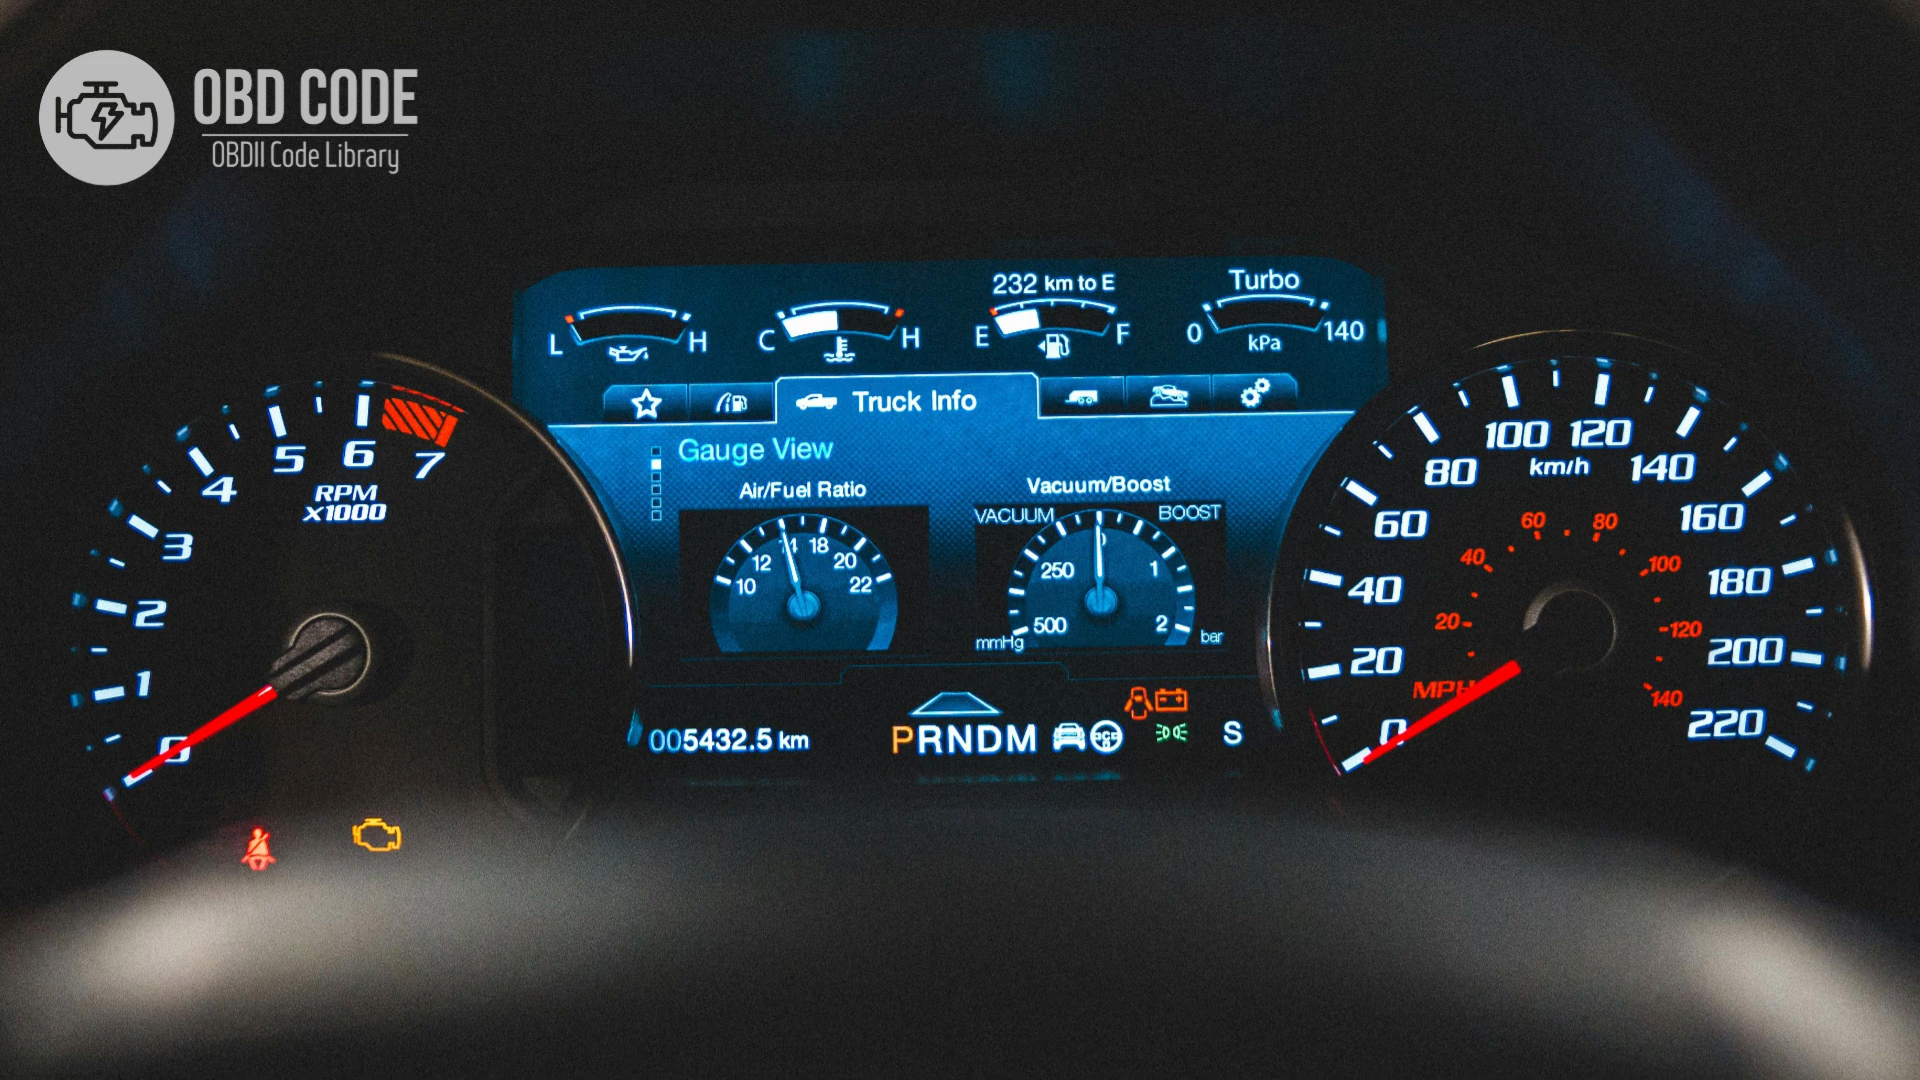 OBD CODE
OBDII Code Library
232 km to E
Turbo
L H
C H
E F
0 140
kPa
Truck Info
Gauge View
Air/Fuel Ratio
10 12 14 18 20 22
Vacuum/Boost
VACUUM BOOST
500 250 0 1 2
mmHg bar
0 1 2 3 4 5 6 7
RPM
X1000
0 20 40 60 80 100 120 140 160 180 200 220
km/h
20 40 60 80 100 120 140
MPH
005432.5 km
PRNDM
S